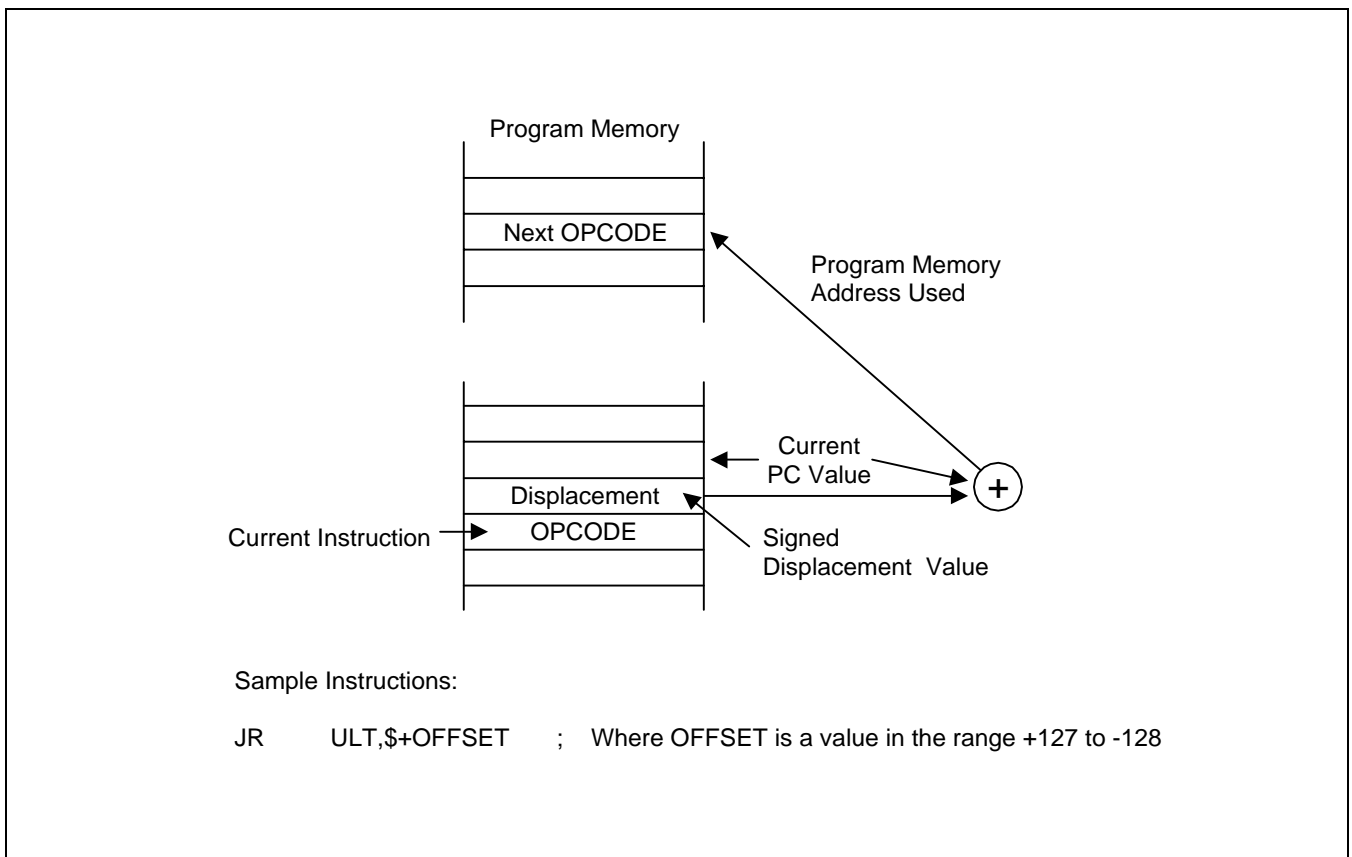 Program Memory
Next OPCODE
Program Memory
Address Used
Current
PC Value
Displacement
OPCODE
Current Instruction
Signed
Displacement Value
Sample Instructions:
JR ULT,$+OFFSET ; Where OFFSET is a value in the range +127 to -128
+